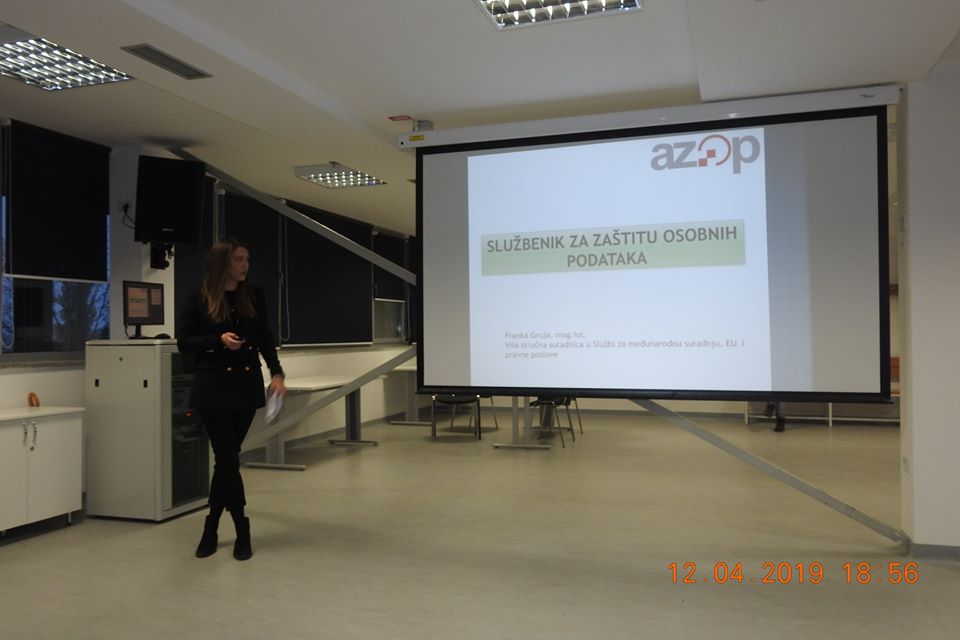 azop
SLUŽBENIK ZA ZAŠTITU OSOBNIH
PODATAKA
Franka Gruja, mag.iur,
Viša stručna suradnica u Službi za međunarodnu suradnju, EU i
pravne poslove
12.04.2019 18:56